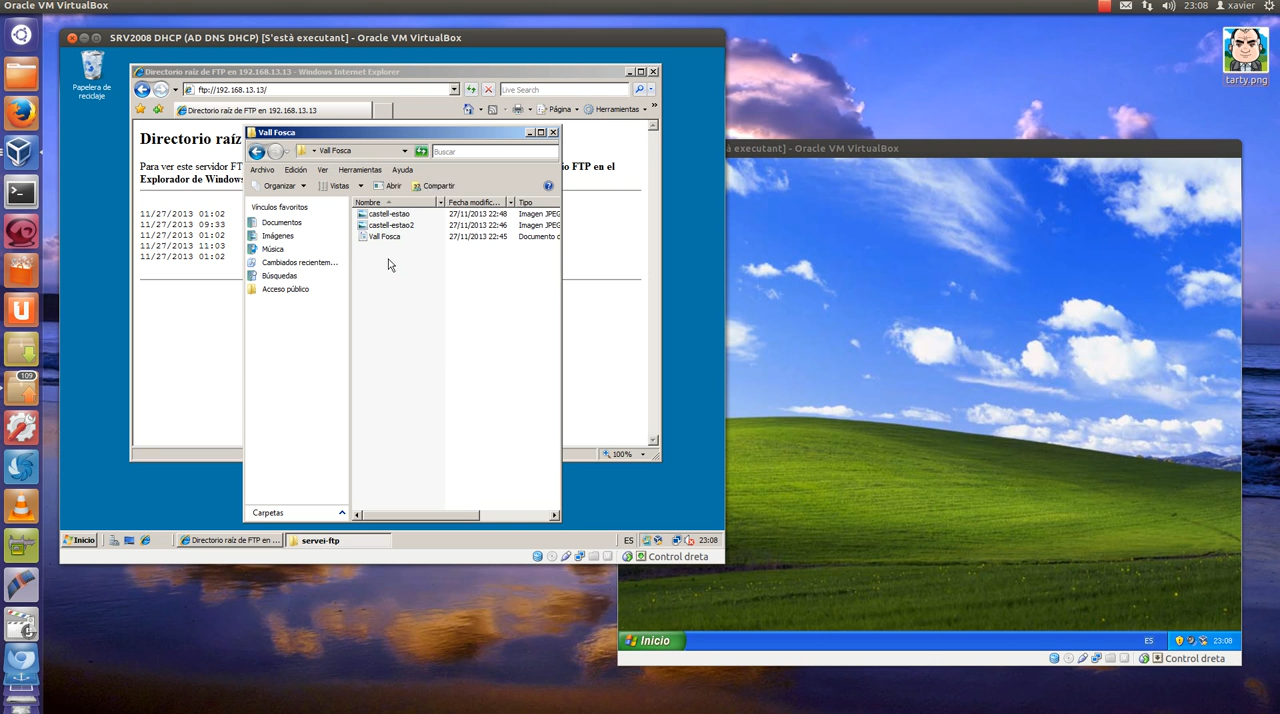 Oracle VM VirtualBox
23:08 xavier
SRV2008 DHCP (AD DNS DHCP) [S'està executant] - Oracle VM VirtualBox
tarty.png
Papelera de
reciclaje
Directorio raíz de FTP en 192.168.13.13 - Windows Internet Explorer
ftp://192.168.13.13/
Live Search
Directorio raíz de FTP en 192.168.13.13
Página
Herramientas
»
Directorio raíz
Para ver este servidor FT
io FTP en el
Explorador de Window
11/27/2013 01:02
11/27/2013 09:33
11/27/2013 01:02
11/27/2013 11:03
11/27/2013 01:02
100%
Vall Fosca
Vall Fosca
Buscar
Archivo Edición Ver Herramientas Ayuda
Organizar Vistas Abrir Compartir
Vínculos favoritos
Documentos
Imágenes
Música
Cambiados recientem...
Búsquedas
Acceso público
Carpetas
Nombre Fecha modific... Tipo
castell-estao 27/11/2013 22:48 Imagen JPEG
castell-estao2 27/11/2013 22:46 Imagen JPEG
Vall Fosca 27/11/2013 22:45 Documento d
Inicio
Directorio raíz de FTP en ...
servei-ftp
ES
23:08
Control dreta
à executant] - Oracle VM VirtualBox
Inicio
ES
23:08
Control dreta
109